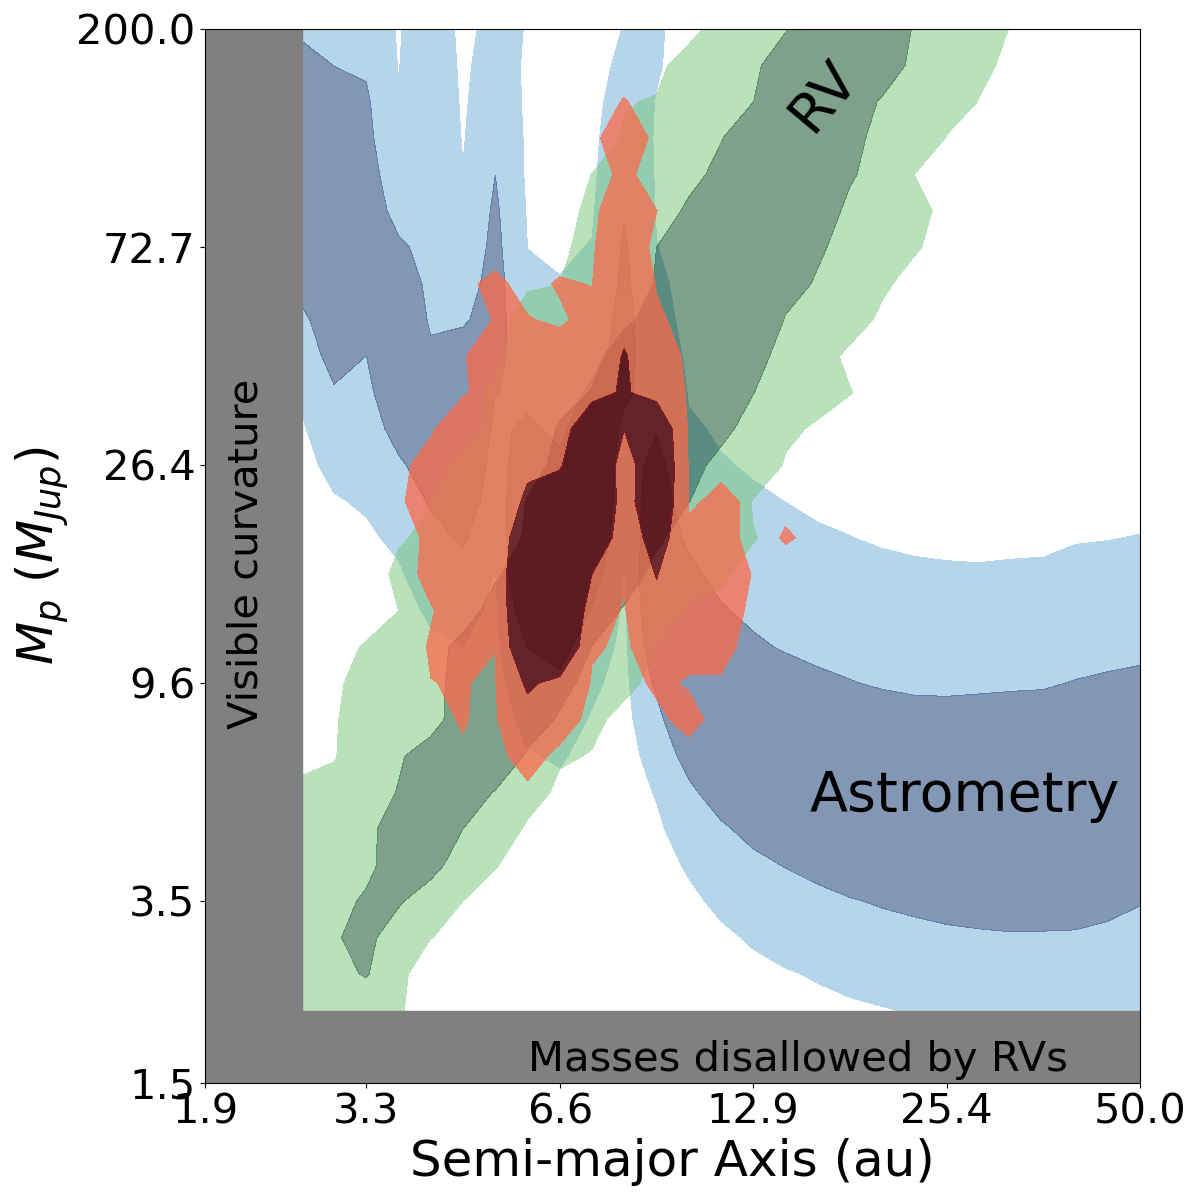 200.0
72.7
26.4
9.6
3.5
1.5
M_p (M_Jup)
Visible curvature
RV
Astrometry
Masses disallowed by RVs
1.9
3.3
6.6
12.9
25.4
50.0
Semi-major Axis (au)